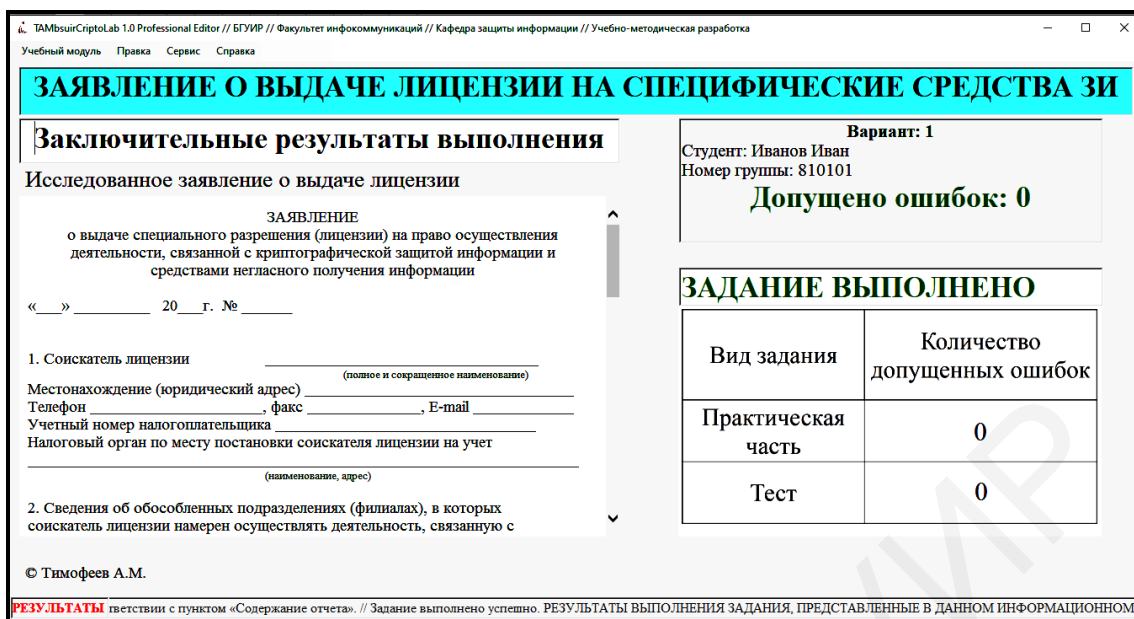 TAMbsuirCriptoLab 1.0 Professional Editor // БГУИР // Факультет инфокоммуникаций // Кафедра защиты информации // Учебно-методическая разработка
Учебный модуль Правка Сервис Справка
ЗАЯВЛЕНИЕ О ВЫДАЧЕ ЛИЦЕНЗИИ НА СПЕЦИФИЧЕСКИЕ СРЕДСТВА ЗИ
Заключительные результаты выполнения
Исследованное заявление о выдаче лицензии
ЗАЯВЛЕНИЕ
о выдаче специального разрешения (лицензии) на право осуществления
деятельности, связанной с криптографической защитой информации и
средствами негласного получения информации
«___» __________ 20___г. № _______
1. Соискатель лицензии
(полное и сокращенное наименование)
Местонахождение (юридический адрес) ____________________
Телефон ____________________, факс _____________, E-mail ____________
Учетный номер налогоплательщика ____________________
Налоговый орган по месту постановки соискателя лицензии на учет
(наименование, адрес)
2. Сведения об обособленных подразделениях (филиалах), в которых
соискатель лицензии намерен осуществлять деятельность, связанную с
Вариант: 1
Студент: Иванов Иван
Номер группы: 810101
Допущено ошибок: 0
ЗАДАНИЕ ВЫПОЛНЕНО
Вид задания
Количество
допущенных ошибок
Практическая
часть
0
Тест
0
© Тимофеев А.М.
РЕЗУЛЬТАТЫ тветствии с пунктом «Содержание отчета». // Задание выполнено успешно. РЕЗУЛЬТАТЫ ВЫПОЛНЕНИЯ ЗАДАНИЯ, ПРЕДСТАВЛЕННЫЕ В ДАННОМ ИНФОРМАЦИОННОМ